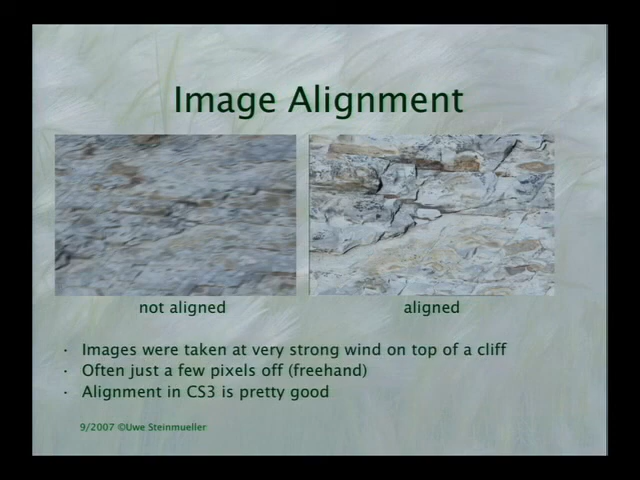 Image Alignment
not aligned
aligned
· Images were taken at very strong wind on top of a cliff
· Often just a few pixels off (freehand)
· Alignment in CS3 is pretty good
9/2007 ©Uwe Steinmueller